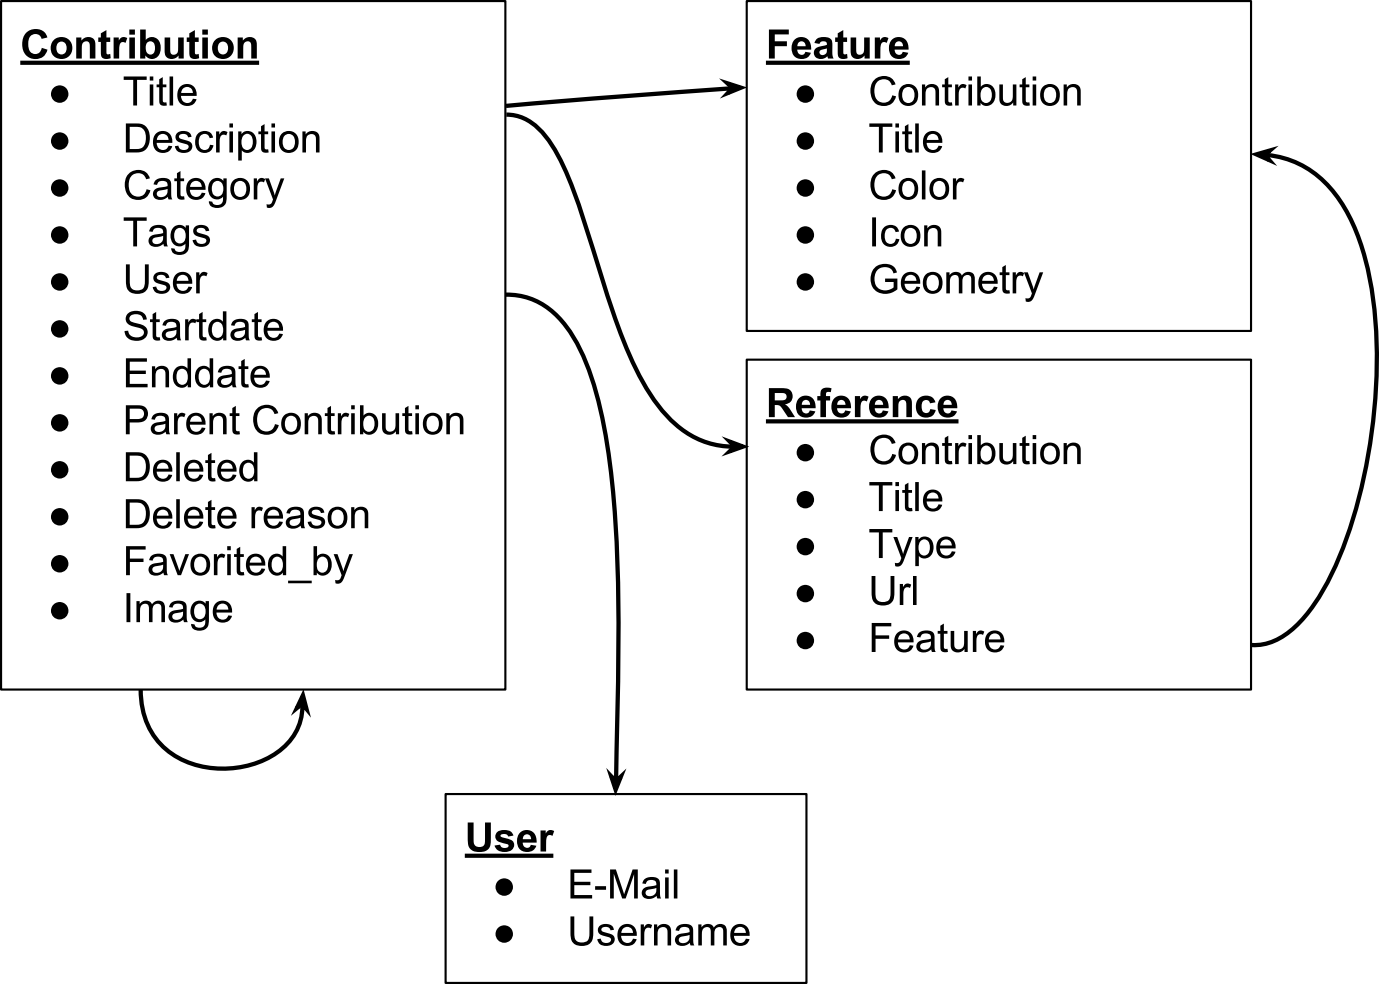 Contribution
● Title
● Description
● Category
● Tags
● User
● Startdate
● Enddate
● Parent Contribution
● Deleted
● Delete reason
● Favorited_by
● Image
Feature
● Contribution
● Title
● Color
● Icon
● Geometry
Reference
● Contribution
● Title
● Type
● Url
● Feature
User
● E-Mail
● Username